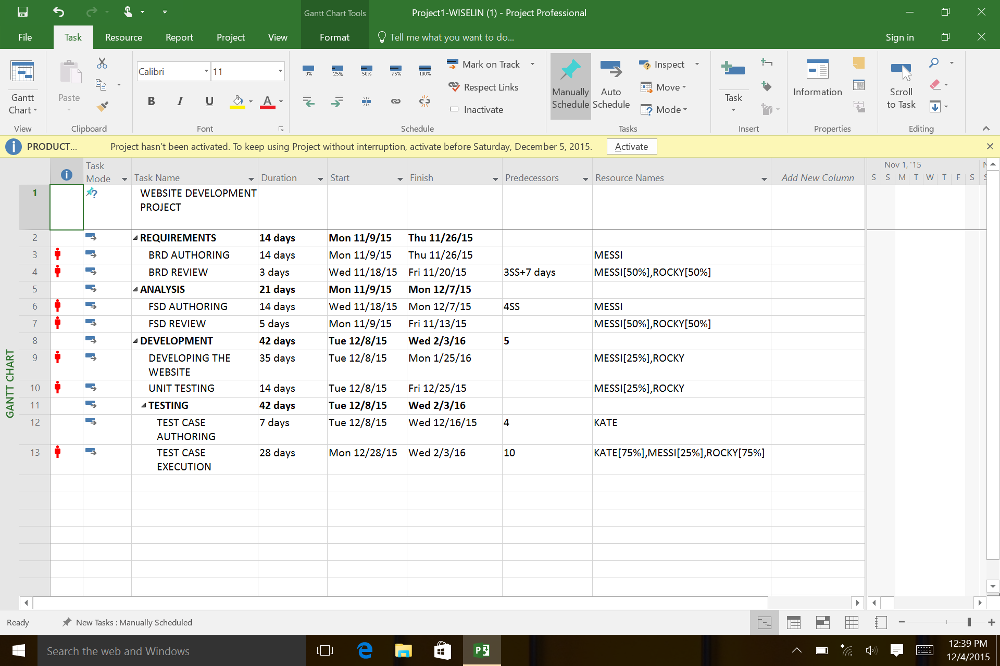 Gantt Chart Tools
Project1-WISELIN (1) - Project Professional
File
Task
Resource
Report
Project
View
Format
Tell me what you want to do...
Sign in
Gantt
Chart
Paste
Calibri
11
B
I
U
A
0%
25%
50%
75%
100%
Mark on Track
Respect Links
Inactivate
Manually
Schedule
Auto
Schedule
Inspect
Move
Mode
Task
Information
Scroll
to Task
View
Clipboard
Font
Schedule
Tasks
Insert
Properties
Editing
PRODUCT...
Project hasn't been activated. To keep using Project without interruption, activate before Saturday, December 5, 2015.
Activate
Task
Mode
Task Name
Duration
Start
Finish
Predecessors
Resource Names
Add New Column
Nov 1, '15
S S M T W T F S
1 WEBSITE DEVELOPMENT
PROJECT
2 REQUIREMENTS 14 days Mon 11/9/15 Thu 11/26/15
3 BRD AUTHORING 14 days Mon 11/9/15 Thu 11/26/15 MESSI
4 BRD REVIEW 3 days Wed 11/18/15 Fri 11/20/15 3SS+7 days MESSI[50%],ROCKY[50%]
5 ANALYSIS 21 days Mon 11/9/15 Mon 12/7/15
6 FSD AUTHORING 14 days Wed 11/18/15 Mon 12/7/15 4SS MESSI
7 FSD REVIEW 5 days Mon 11/9/15 Fri 11/13/15 MESSI[50%],ROCKY[50%]
8 DEVELOPMENT 42 days Tue 12/8/15 Wed 2/3/16 5
9 DEVELOPING THE 35 days Tue 12/8/15 Mon 1/25/16 MESSI[25%],ROCKY
WEBSITE
10 UNIT TESTING 14 days Tue 12/8/15 Fri 12/25/15 MESSI[25%],ROCKY
11 TESTING 42 days Tue 12/8/15 Wed 2/3/16
12 TEST CASE 7 days Tue 12/8/15 Wed 12/16/15 4 KATE
AUTHORING
13 TEST CASE 28 days Mon 12/28/15 Wed 2/3/16 10 KATE[75%],MESSI[25%],ROCKY[75%]
EXECUTION
GANTT CHART
Ready
New Tasks : Manually Scheduled
Search the web and Windows
12:39 PM
12/4/2015